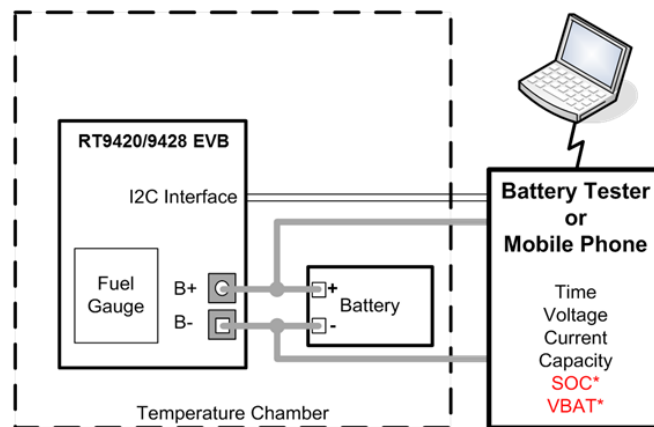 RT9420/9428 EVB
I2C Interface
Fuel
Gauge
B+
B-
+
Battery
-
Temperature Chamber
Battery Tester
or
Mobile Phone
Time
Voltage
Current
Capacity
SOC*
VBAT*